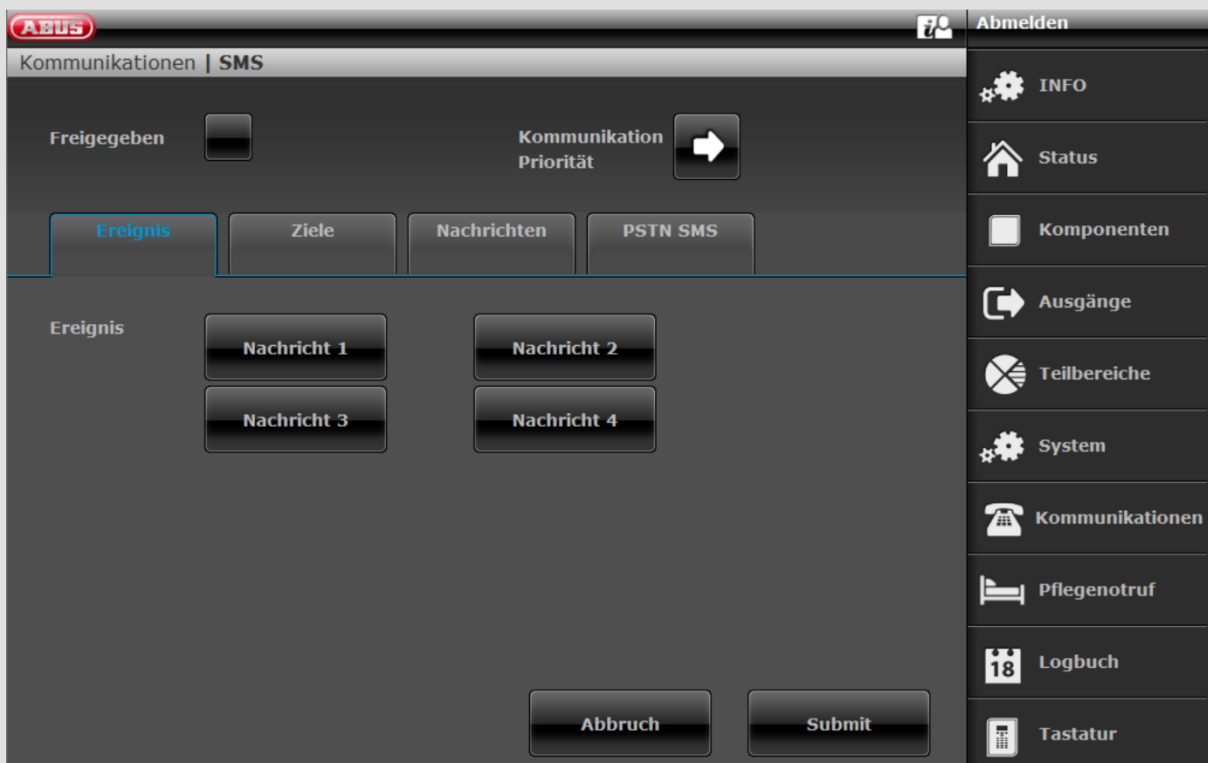 ABUS
Abmelden
Kommunikationen | SMS
INFO
Freigegeben
Kommunikation
Priorität
Status
Ereignis
Ziele
Nachrichten
PSTN SMS
Komponenten
Ausgänge
Ereignis
Nachricht 1
Nachricht 2
Teilbereiche
Nachricht 3
Nachricht 4
System
Kommunikationen
Pflegenotruf
18
Logbuch
Abbruch
Submit
Tastatur